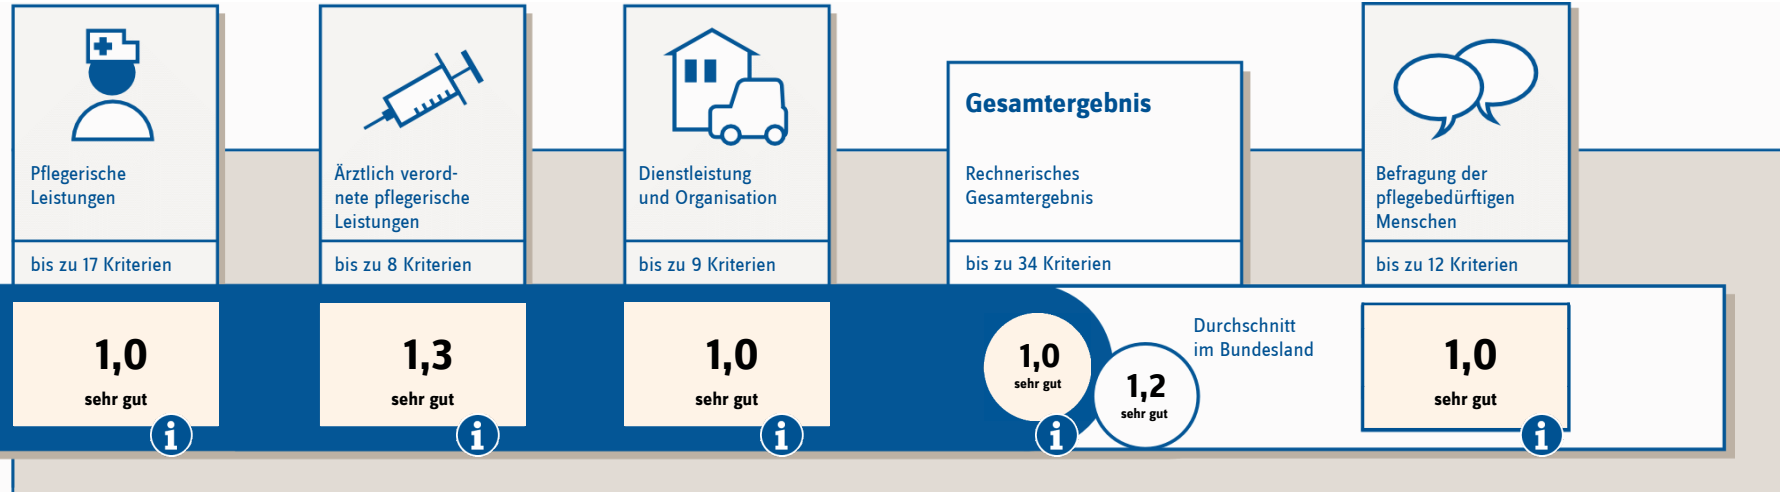 Pflegerische
Leistungen
bis zu 17 Kriterien
1,0
sehr gut
i
Ärztlich verord-
nete pflegerische
Leistungen
bis zu 8 Kriterien
1,3
sehr gut
i
Dienstleistung
und Organisation
bis zu 9 Kriterien
1,0
sehr gut
i
Gesamtergebnis
Rechnerisches
Gesamtergebnis
bis zu 34 Kriterien
1,0
sehr gut
i
1,2
sehr gut
Durchschnitt
im Bundesland
Befragung der
pflegebedürftigen
Menschen
bis zu 12 Kriterien
1,0
sehr gut
i